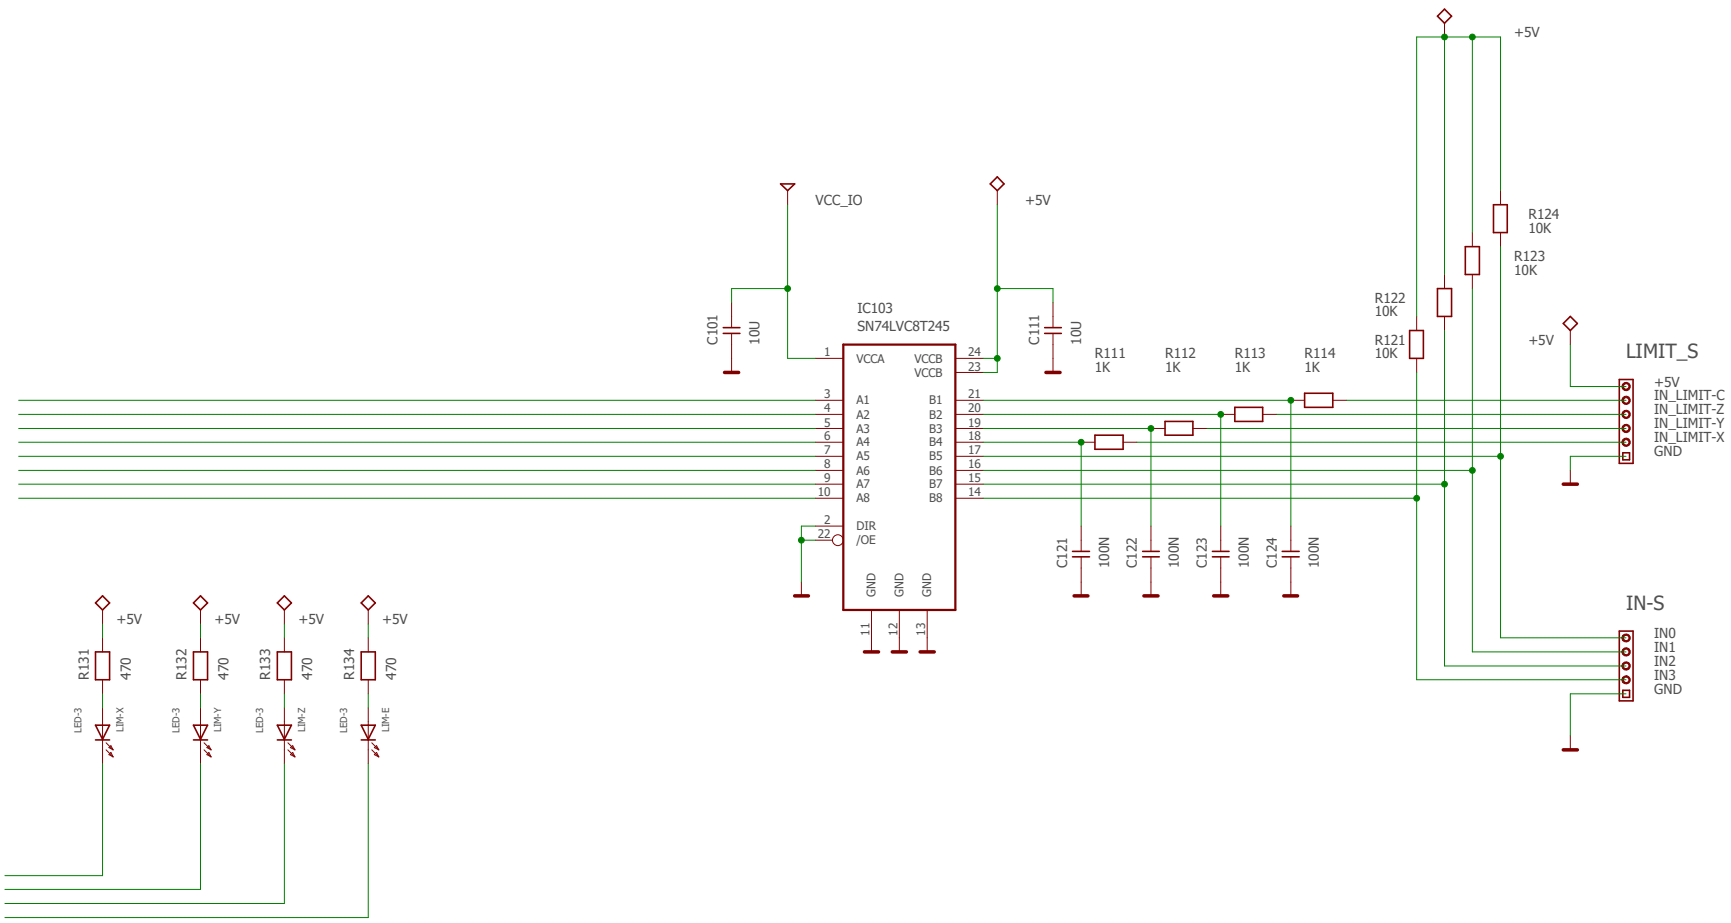 +5V
VCC_IO
+5V
R124
10K
R123
10K
R122
10K
R121
10K
C101
10U
IC103
SN74LVC8T245
C111
10U
R111
1K
R112
1K
R113
1K
R114
1K
+5V
LIMIT_S
+5V
IN_LIMIT-C
IN_LIMIT-Z
IN_LIMIT-Y
IN_LIMIT-X
GND
1 VCCA VCCB 24
VCCB 23
3 A1 B1 21
4 A2 B2 20
5 A3 B3 19
6 A4 B4 18
7 A5 B5 17
8 A6 B6 16
9 A7 B7 15
10 A8 B8 14
2 DIR
22 /OE
GND GND GND
11 12 13
C121
100N
C122
100N
C123
100N
C124
100N
IN-S
IN0
IN1
IN2
IN3
GND
+5V
+5V
+5V
+5V
R131
470
R132
470
R133
470
R134
470
LED-3
LIM-X
LED-3
LIM-Y
LED-3
LIM-Z
LED-3
LIM-E